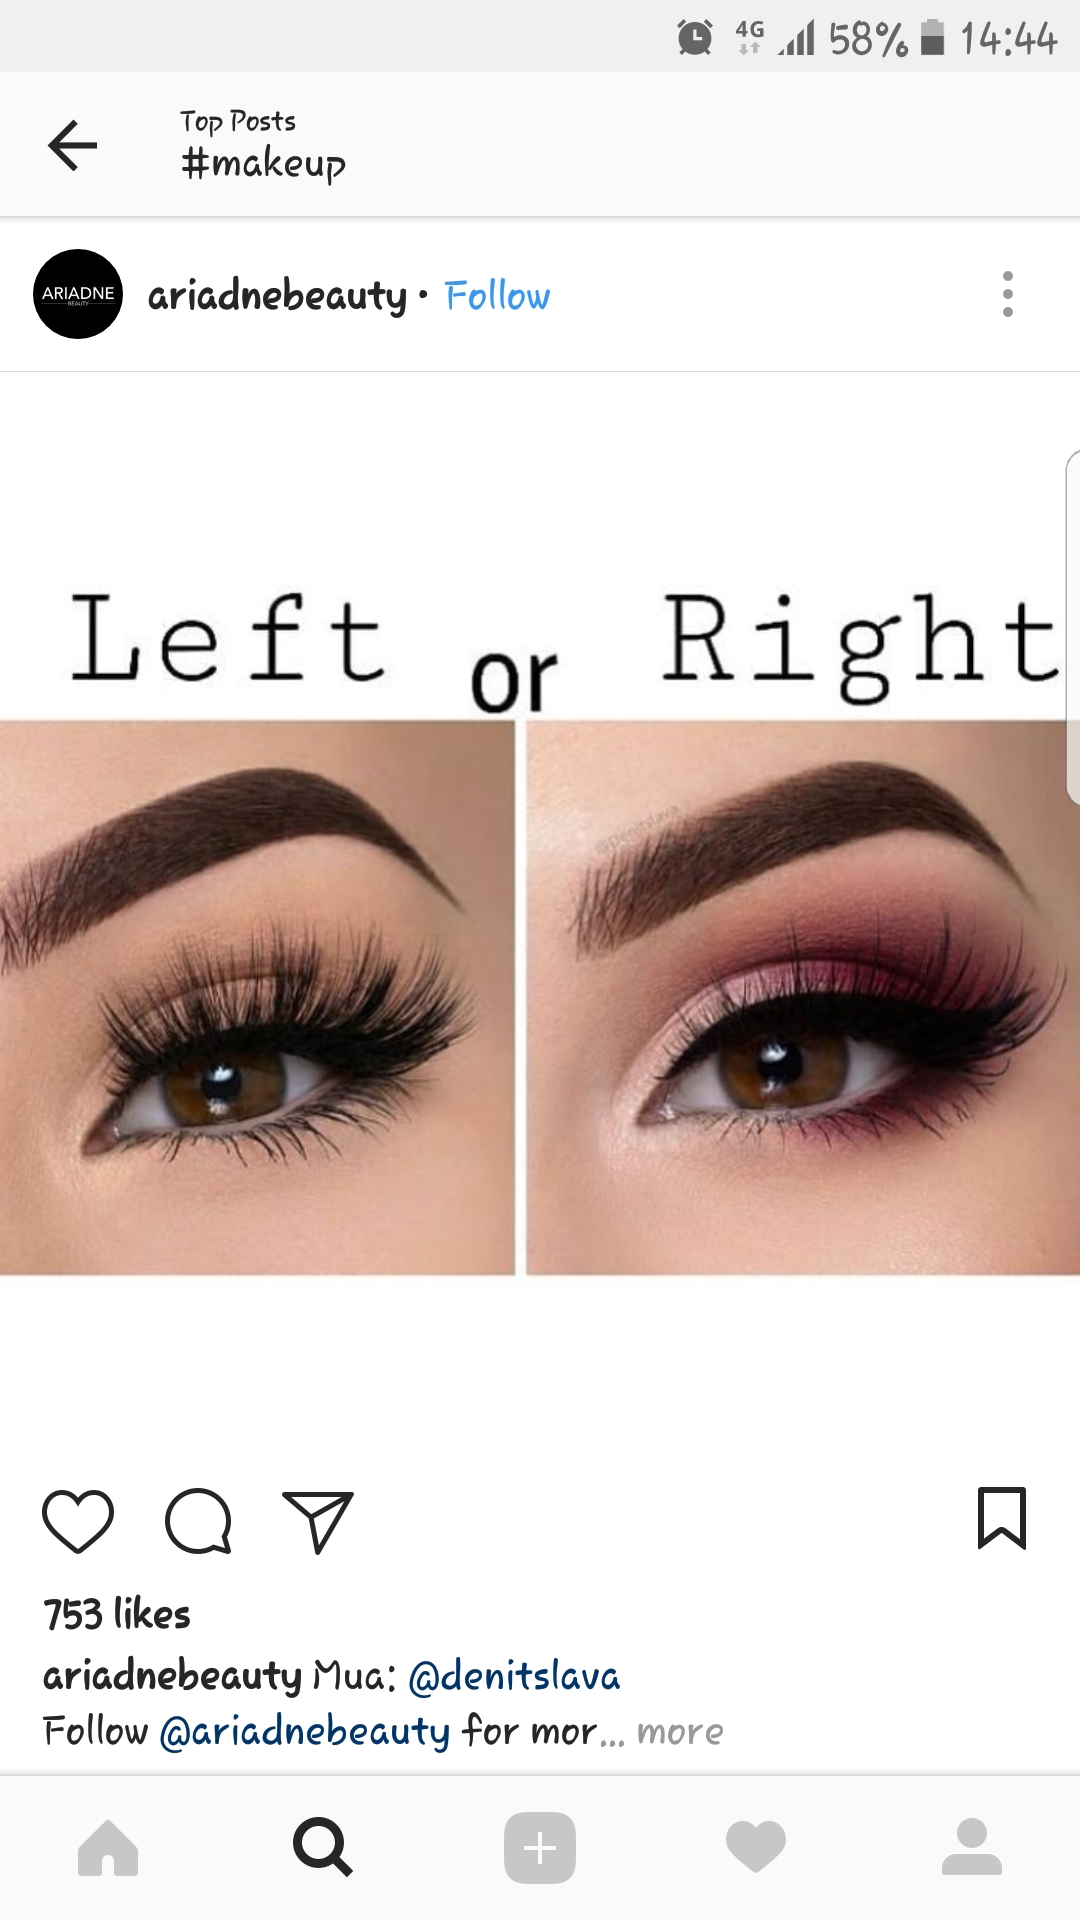 4G 58% 14:44
Top Posts
#makeup
ARIADNE
BEAUTY
ariadnebeauty • Follow
Left or Right
@Denitslava
753 likes
ariadnebeauty Mua: @denitslava
Follow @ariadnebeauty for mor... more